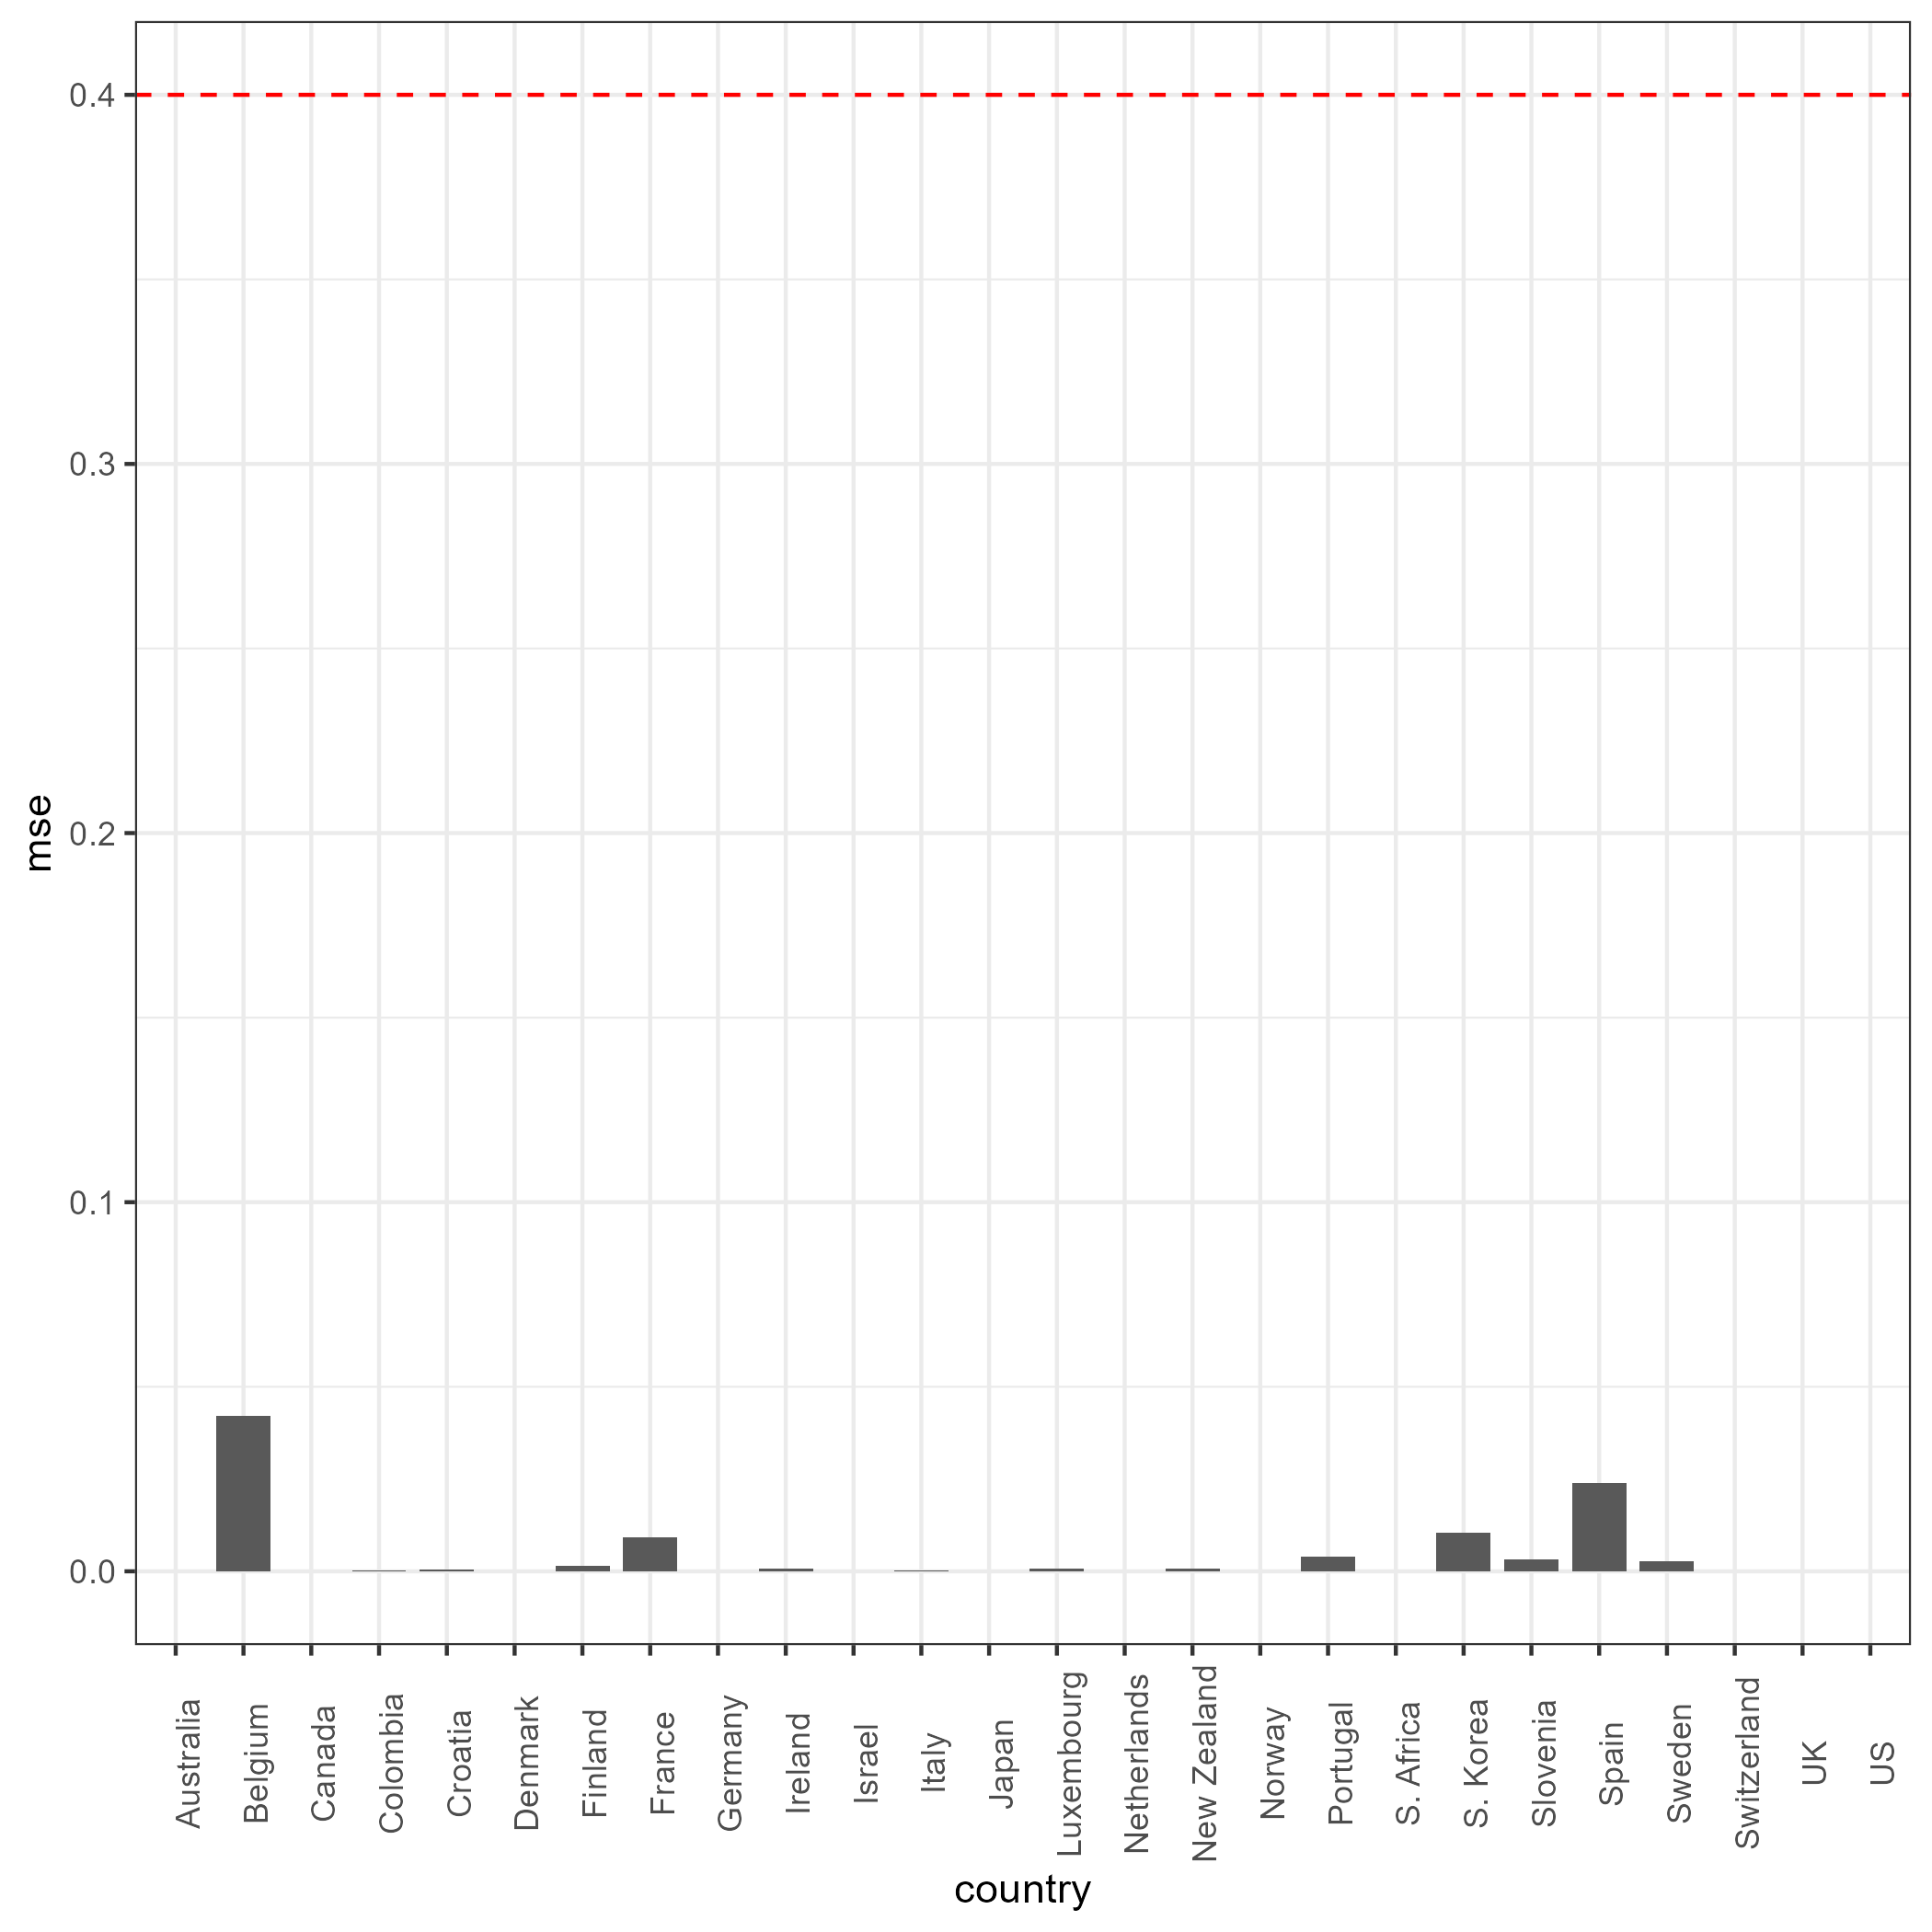 mse
0.4
0.3
0.2
0.1
0.0
Australia
Belgium
Canada
Colombia
Croatia
Denmark
Finland
France
Germany
Ireland
Israel
Italy
Japan
Luxembourg
Netherlands
New Zealand
Norway
Portugal
S. Africa
S. Korea
Slovenia
Spain
Sweden
Switzerland
UK
US
country